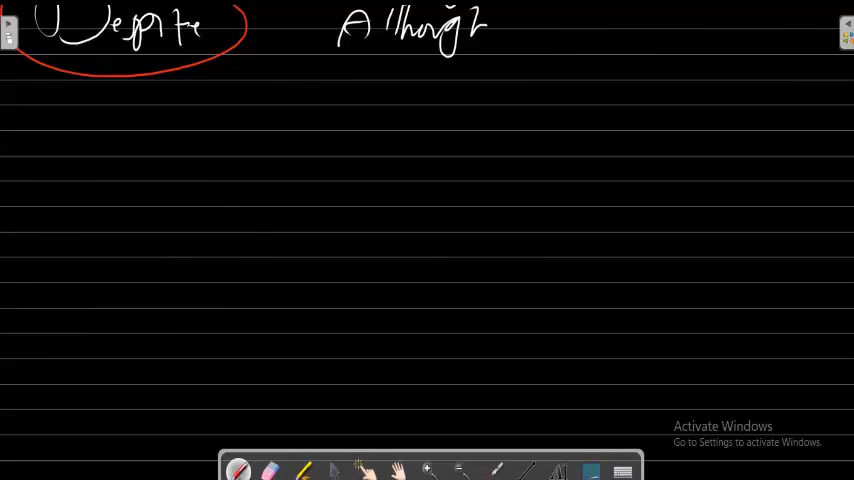 Despite Although
Activate Windows
Go to Settings to activate Windows.